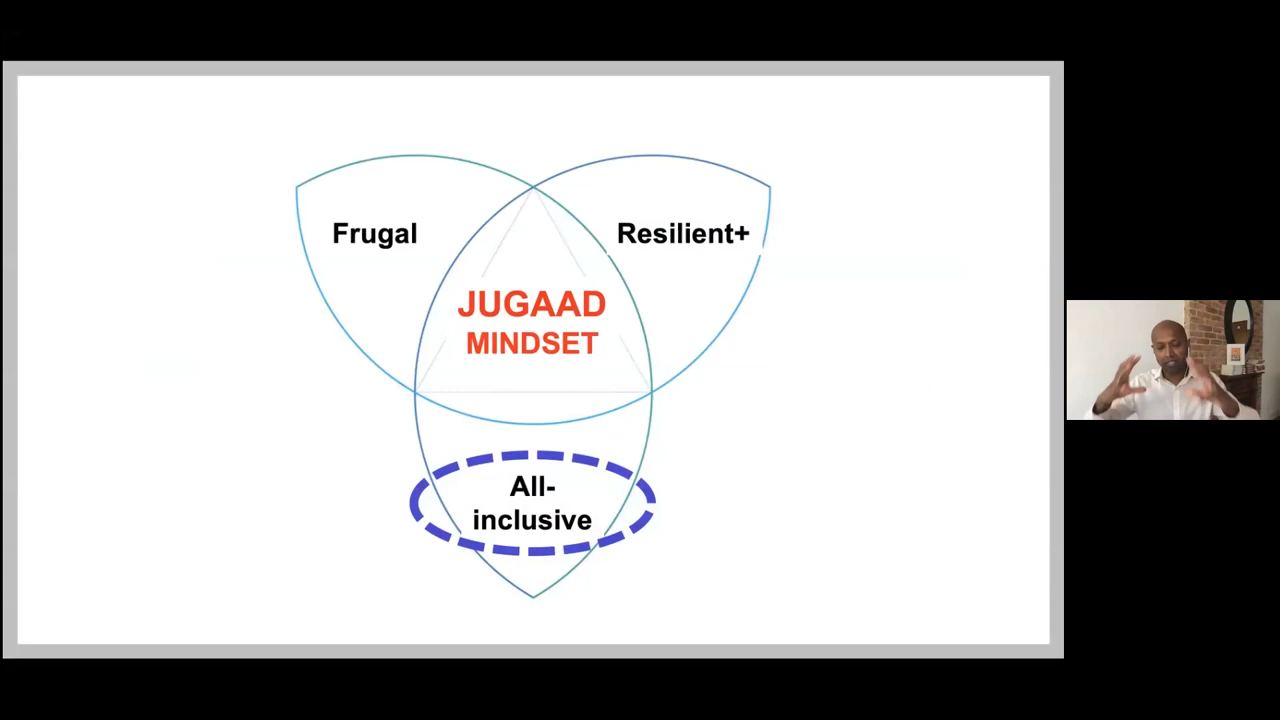 Frugal
Resilient+
JUGAAD
MINDSET
All-
inclusive